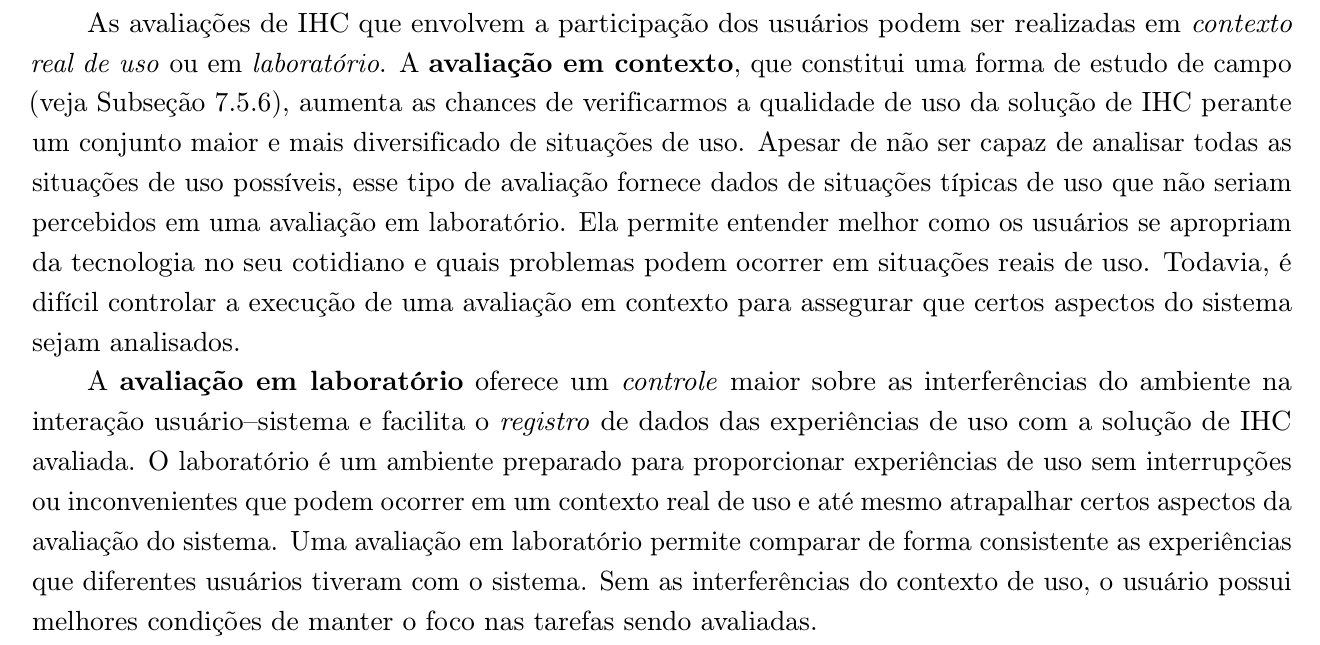 As avaliações de IHC que envolvem a participação dos usuários podem ser realizadas em contexto
real de uso ou em laboratório. A avaliação em contexto, que constitui uma forma de estudo de campo
(veja Subseção 7.5.6), aumenta as chances de verificarmos a qualidade de uso da solução de IHC perante
um conjunto maior e mais diversificado de situações de uso. Apesar de não ser capaz de analisar todas as
situações de uso possíveis, esse tipo de avaliação fornece dados de situações típicas de uso que não seriam
percebidos em uma avaliação em laboratório. Ela permite entender melhor como os usuários se apropriam
da tecnologia no seu cotidiano e quais problemas podem ocorrer em situações reais de uso. Todavia, é
difícil controlar a execução de uma avaliação em contexto para assegurar que certos aspectos do sistema
sejam analisados.
A avaliação em laboratório oferece um controle maior sobre as interferências do ambiente na
interação usuário–sistema e facilita o registro de dados das experiências de uso com a solução de IHC
avaliada. O laboratório é um ambiente preparado para proporcionar experiências de uso sem interrupções
ou inconvenientes que podem ocorrer em um contexto real de uso e até mesmo atrapalhar certos aspectos da
avaliação do sistema. Uma avaliação em laboratório permite comparar de forma consistente as experiências
que diferentes usuários tiveram com o sistema. Sem as interferências do contexto de uso, o usuário possui
melhores condições de manter o foco nas tarefas sendo avaliadas.